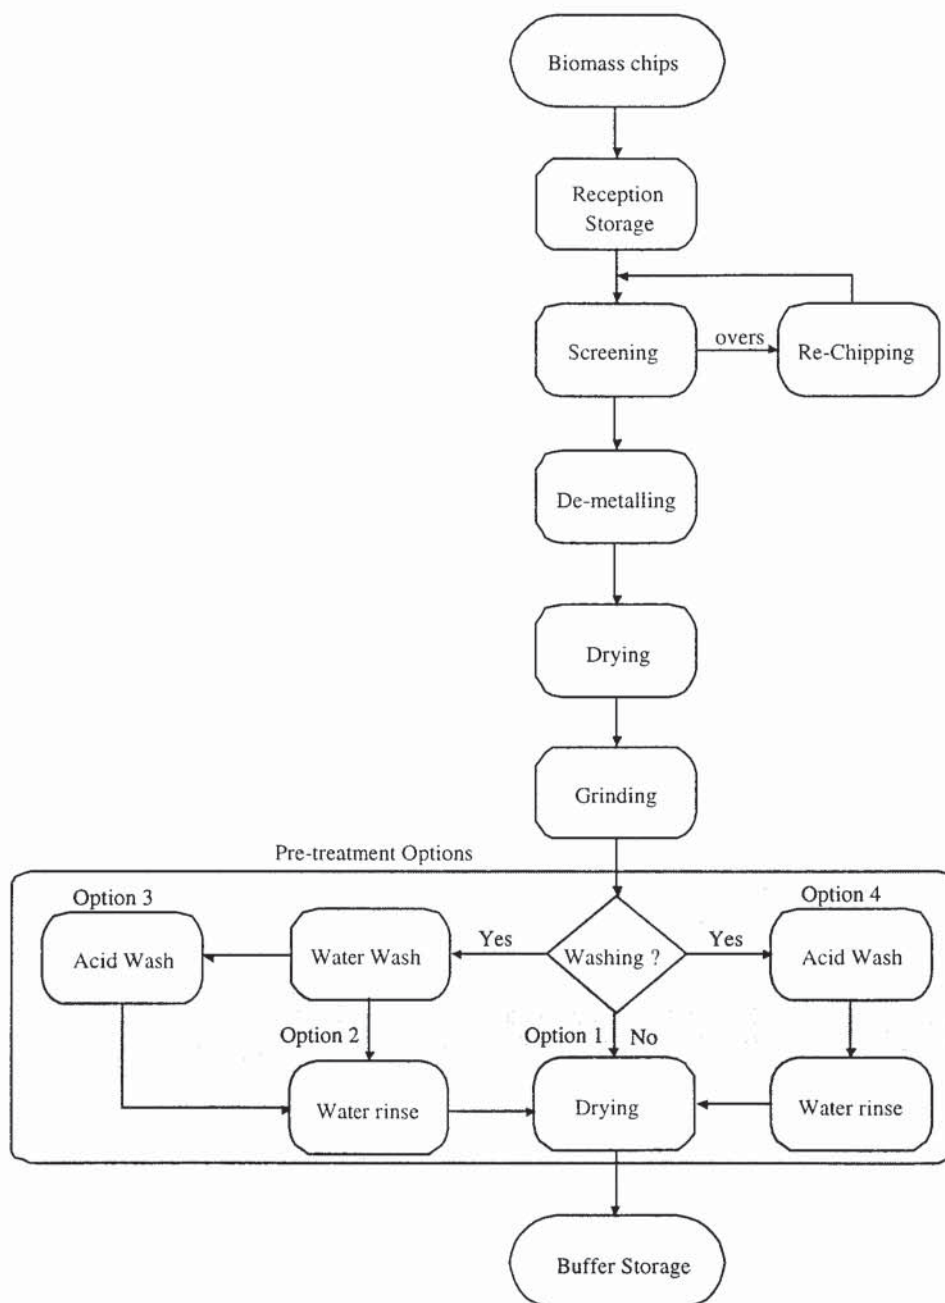 Biomass chips
Reception
Storage
Screening
overs
Re-Chipping
De-metalling
Drying
Grinding
Pre-treatment Options
Option 3
Option 4
Acid Wash
Water Wash
Yes
Washing ?
Yes
Acid Wash
Option 2
Option 1
No
Water rinse
Drying
Water rinse
Buffer Storage